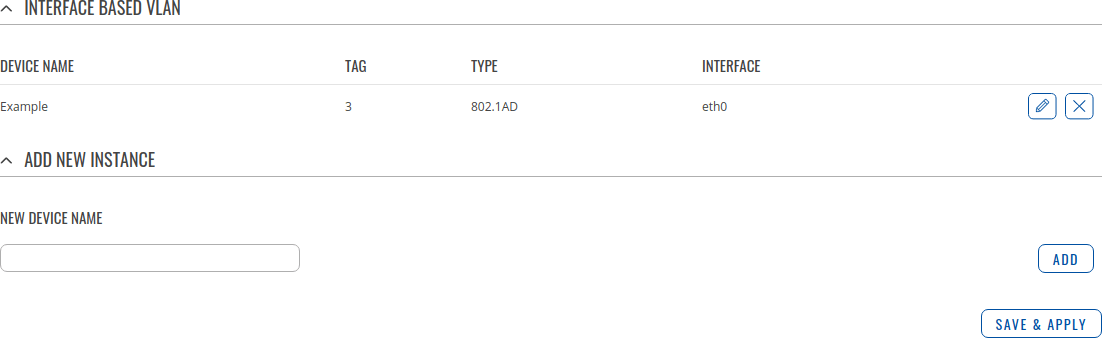 INTERFACE BASED VLAN
DEVICE NAME TAG TYPE INTERFACE
Example 3 802.1AD eth0
ADD NEW INSTANCE
NEW DEVICE NAME
ADD
SAVE & APPLY